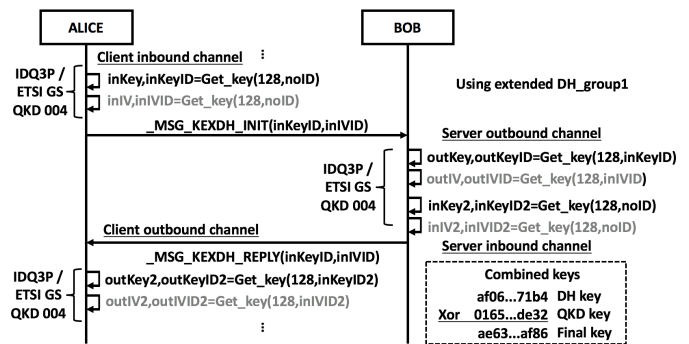 ALICE
BOB
Client inbound channel
⋮
IDQ3P /
ETSI GS
QKD 004
inKey,inKeyID=Get_key(128,noID)
inIV,inIVID=Get_key(128,noID)
Using extended DH_group1
_MSG_KEXDH_INIT(inKeyID,inIVID)
Server outbound channel
IDQ3P /
ETSI GS
QKD 004
outKey,outKeyID=Get_key(128,inKeyID)
outIV,outIVID=Get_key(128,inIVID)
inKey2,inKeyID2=Get_key(128,noID)
inIV2,inIVID2=Get_key(128,noID)
Client outbound channel
Server inbound channel
_MSG_KEXDH_REPLY(inKeyID,inIVID)
IDQ3P /
ETSI GS
QKD 004
outKey2,outKeyID2=Get_key(128,inKeyID2)
outIV2,outIVID2=Get_key(128,inIVID2)
⋮
Combined keys
af06...71b4 DH key
Xor 0165...de32 QKD key
ae63...af86 Final key